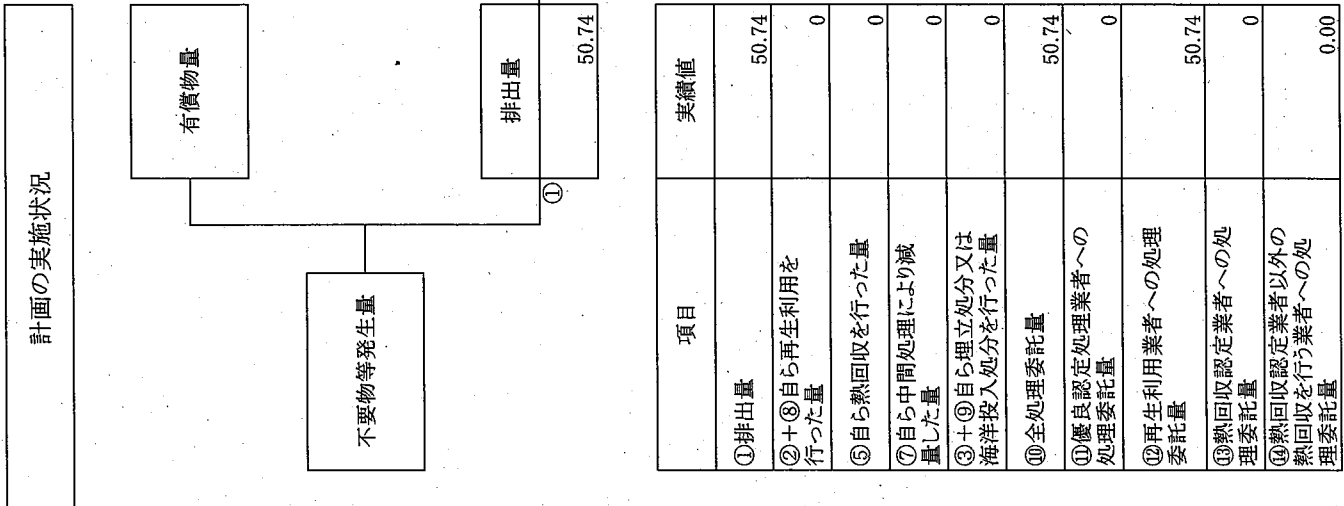 計画の実施状況
有償物量
不要物等発生量
排出量
①
50.74
項目
実績値
①排出量
50.74
②+⑧自ら再生利用を
行った量
0
⑤自ら熱回収を行った量
0
⑦自ら中間処理により減
量した量
0
③+⑨自ら埋立処分又は
海洋投入処分を行った量
0
⑩全処理委託量
50.74
⑪優良認定処理業者への
処理委託量
0
⑫再生利用業者への処理
委託量
50.74
⑬熱回収認定業者への処
理委託量
0
⑭熱回収認定業者以外の
熱回収を行う業者への処
理委託量
0.00